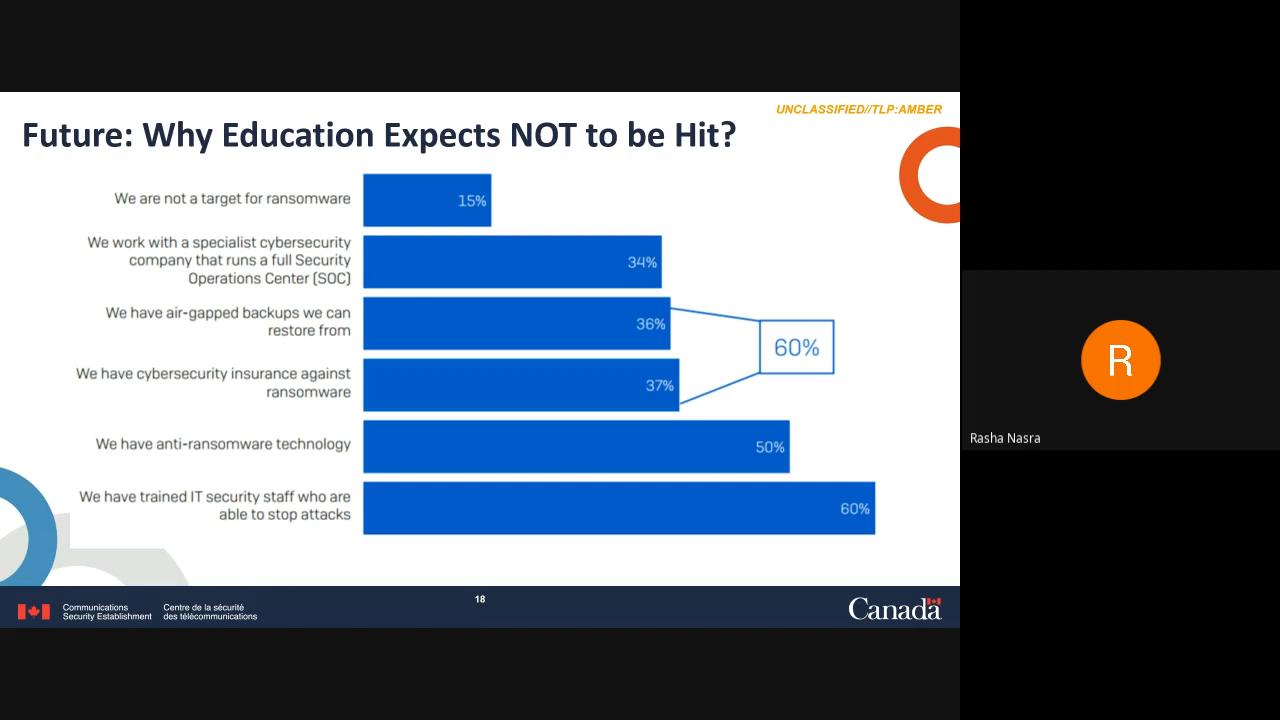 UNCLASSIFIED//TLP:AMBER
Future: Why Education Expects NOT to be Hit?
We are not a target for ransomware
15%
We work with a specialist cybersecurity
company that runs a full Security
Operations Center (SOC)
34%
We have air-gapped backups we can
restore from
36%
60%
We have cybersecurity insurance against
ransomware
37%
We have anti-ransomware technology
50%
We have trained IT security staff who are
able to stop attacks
60%
R
Rasha Nasra
Communications
Security Establishment
Centre de la sécurité
des télécommunications
18
Canada